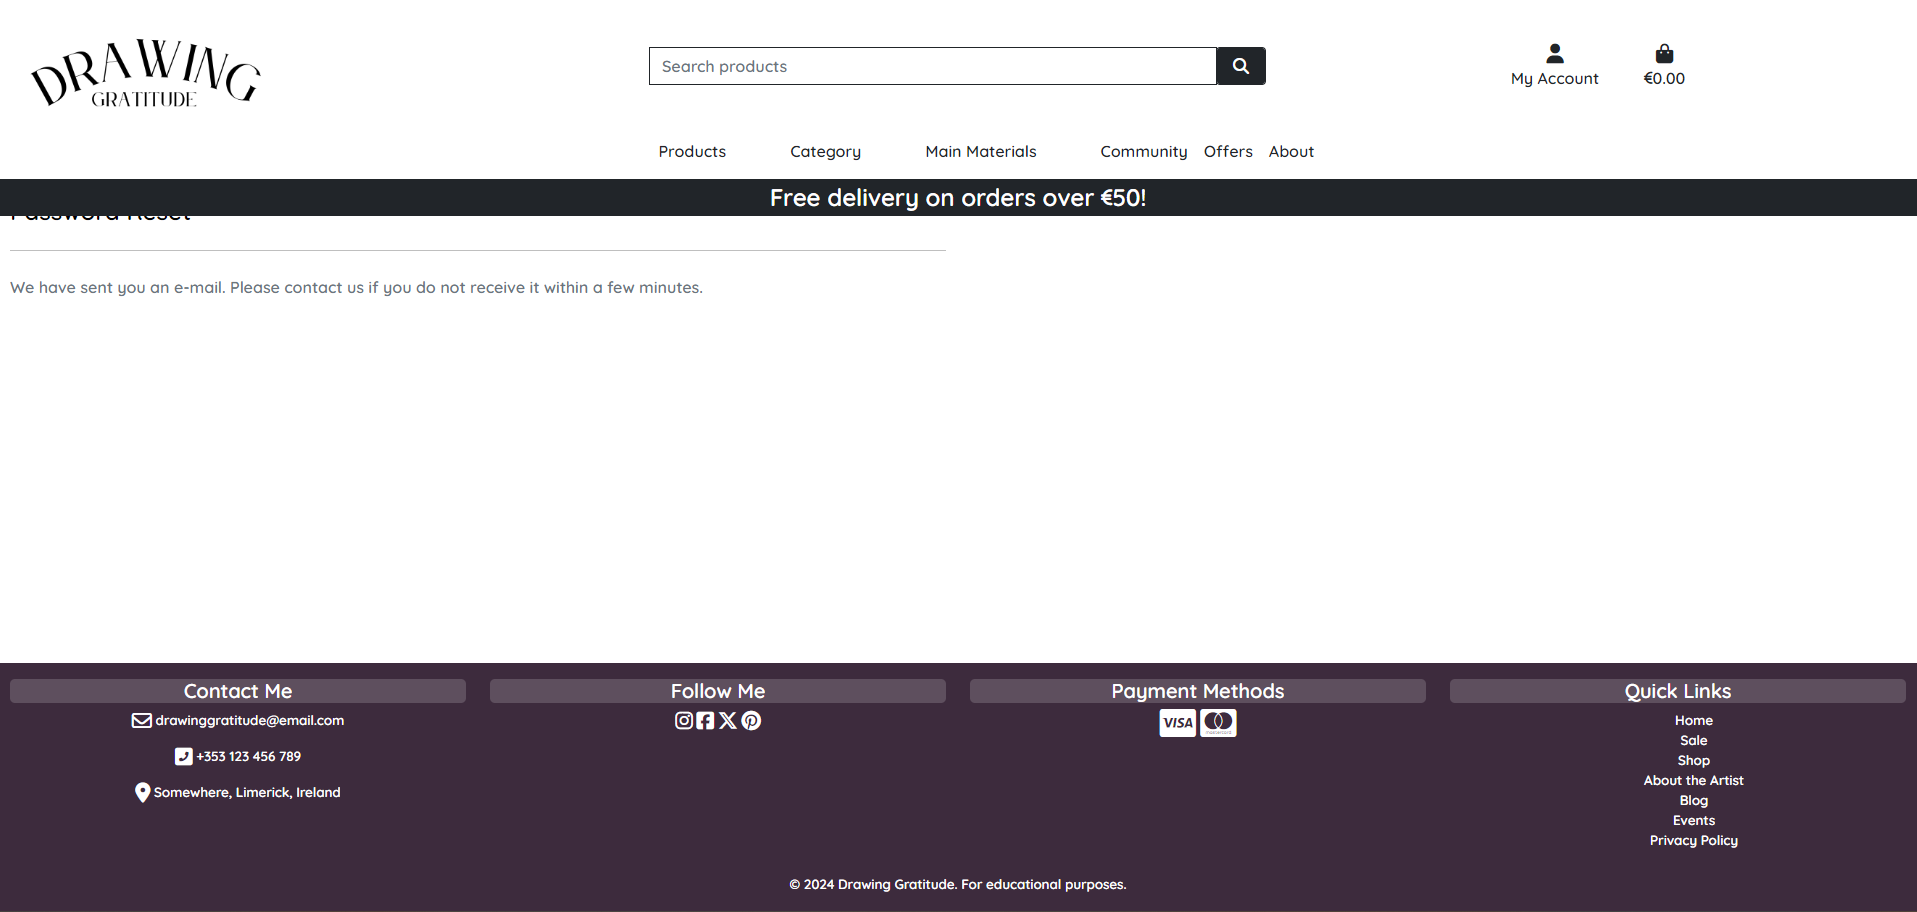 DRAWING
GRATITUDE
Search products
My Account
€0.00
Products Category Main Materials Community Offers About
Free delivery on orders over €50!
Password Reset
We have sent you an e-mail. Please contact us if you do not receive it within a few minutes.
Contact Me
drawinggratitude@email.com
+353 123 456 789
Somewhere, Limerick, Ireland
Follow Me
Payment Methods
VISA
mastercard
Quick Links
Home
Sale
Shop
About the Artist
Blog
Events
Privacy Policy
© 2024 Drawing Gratitude. For educational purposes.